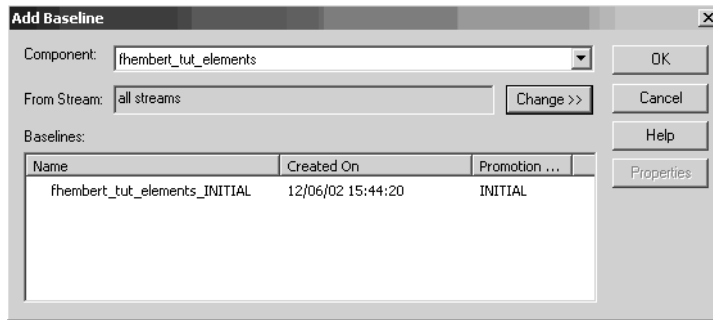 Add Baseline
Component: fhembert_tut_elements
OK
From Stream: all streams Change >>
Cancel
Baselines:
Help
Name Created On Promotion ...
Properties
fhembert_tut_elements_INITIAL 12/06/02 15:44:20 INITIAL